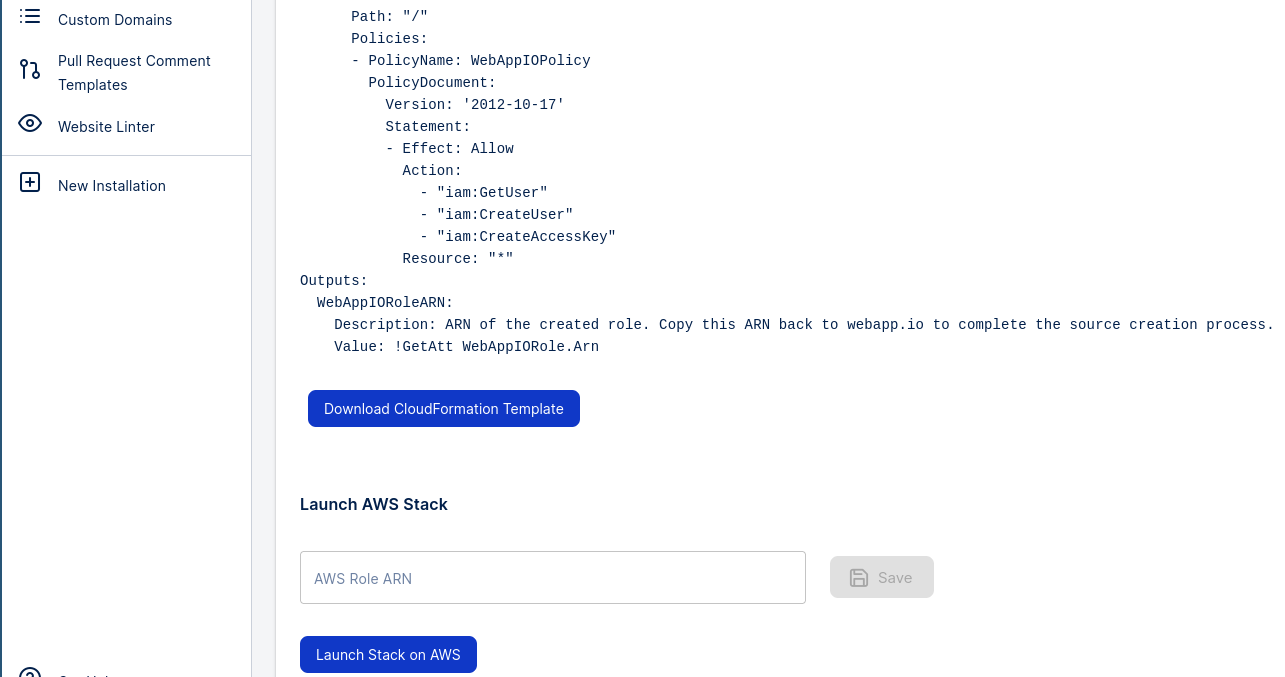 Custom Domains
Pull Request Comment
Templates
Website Linter
New Installation
Path: "/"
Policies:
- PolicyName: WebAppIOPolicy
PolicyDocument:
Version: '2012-10-17'
Statement:
- Effect: Allow
Action:
- "iam:GetUser"
- "iam:CreateUser"
- "iam:CreateAccessKey"
Resource: "*"
Outputs:
WebAppIORoleARN:
Description: ARN of the created role. Copy this ARN back to webapp.io to complete the source creation process.
Value: !GetAtt WebAppIORole.Arn
Download CloudFormation Template
Launch AWS Stack
AWS Role ARN
Save
Launch Stack on AWS